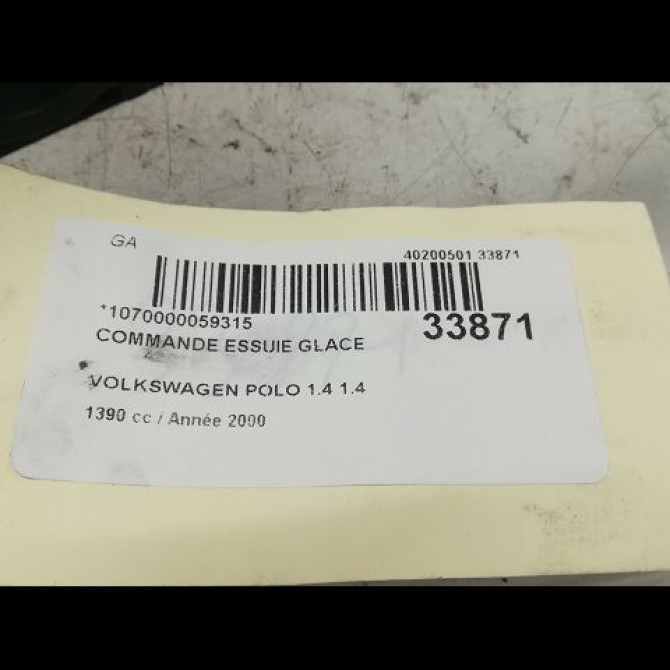 GA
40200501 33871
*1070000059315
33871
COMMANDE ESSUIE GLACE
VOLKSWAGEN POLO 1.4 1.4
1390 cc / Année 2000